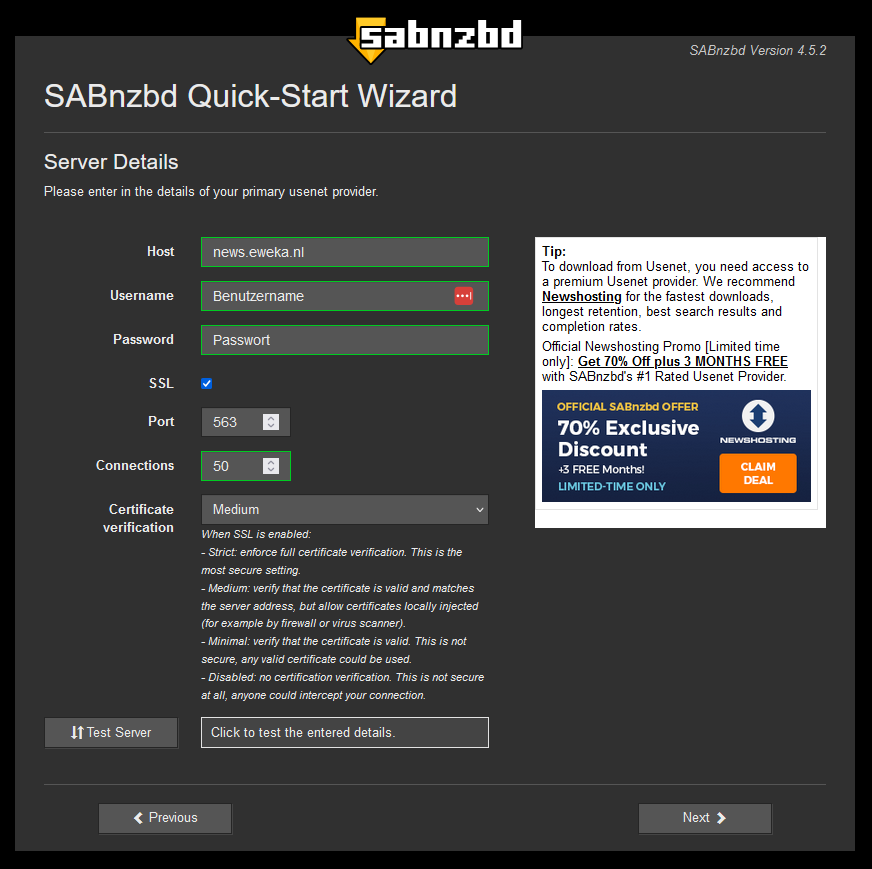 sabnzbd
SABnzbd Version 4.5.2
SABnzbd Quick-Start Wizard
Server Details
Please enter in the details of your primary usenet provider.
Host
news.eweka.nl
Username
Benutzername
Password
Passwort
SSL
Port
563
Connections
50
Certificate
verification
Medium
When SSL is enabled:
- Strict: enforce full certificate verification. This is the
most secure setting.
- Medium: verify that the certificate is valid and matches
the server address, but allow certificates locally injected
(for example by firewall or virus scanner).
- Minimal: verify that the certificate is valid. This is not
secure, any valid certificate could be used.
- Disabled: no certification verification. This is not secure
at all, anyone could intercept your connection.
Test Server
Click to test the entered details.
Previous
Next
Tip:
To download from Usenet, you need access to
a premium Usenet provider. We recommend
Newshosting for the fastest downloads,
longest retention, best search results and
completion rates.
Official Newshosting Promo [Limited time
only]: Get 70% Off plus 3 MONTHS FREE
with SABnzbd's #1 Rated Usenet Provider.
OFFICIAL SABnzbd OFFER
70% Exclusive
Discount
+3 FREE Months!
LIMITED-TIME ONLY
NEWSHOSTING
CLAIM
DEAL